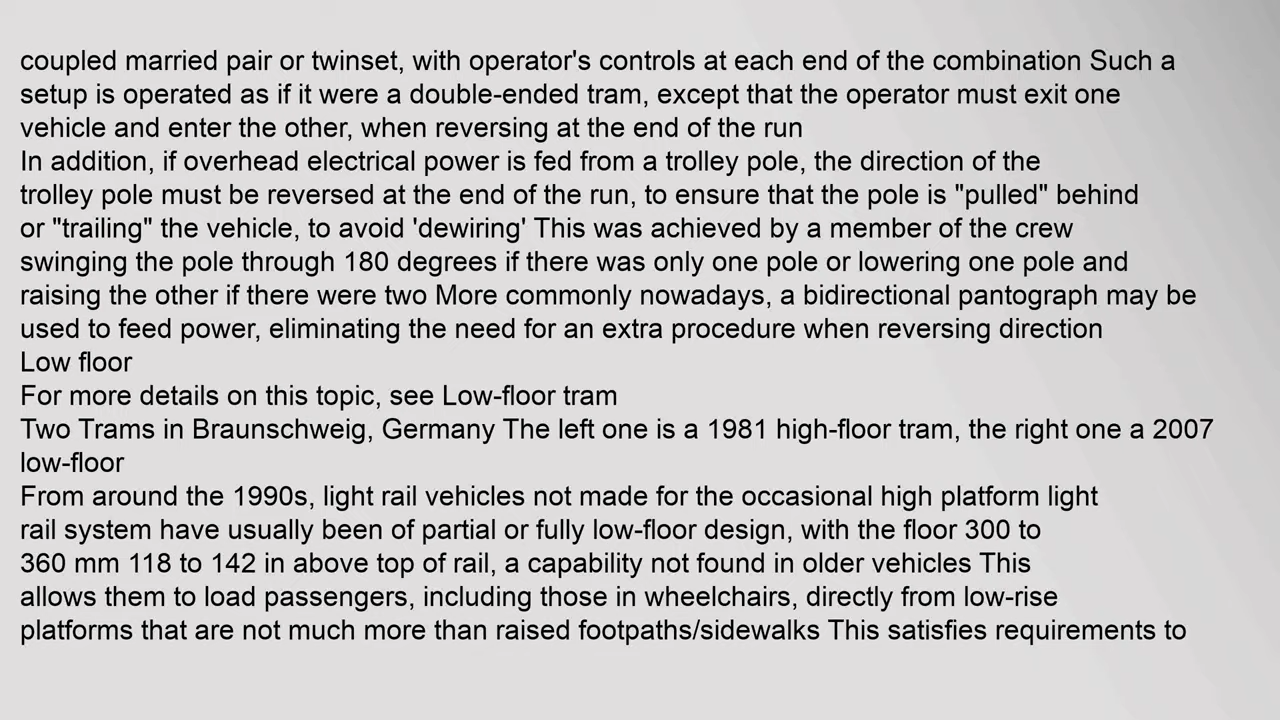 coupled married pair or twinset, with operator's controls at each end of the combination Such a
setup is operated as if it were a double-ended tram, except that the operator must exit one
vehicle and enter the other, when reversing at the end of the run
In addition, if overhead electrical power is fed from a trolley pole, the direction of the
trolley pole must be reversed at the end of the run, to ensure that the pole is "pulled" behind
or "trailing" the vehicle, to avoid 'dewiring' This was achieved by a member of the crew
swinging the pole through 180 degrees if there was only one pole or lowering one pole and
raising the other if there were two More commonly nowadays, a bidirectional pantograph may be
used to feed power, eliminating the need for an extra procedure when reversing direction
Low floor
For more details on this topic, see Low-floor tram
Two Trams in Braunschweig, Germany The left one is a 1981 high-floor tram, the right one a 2007
low-floor
From around the 1990s, light rail vehicles not made for the occasional high platform light
rail system have usually been of partial or fully low-floor design, with the floor 300 to
360 mm 118 to 142 in above top of rail, a capability not found in older vehicles This
allows them to load passengers, including those in wheelchairs, directly from low-rise
platforms that are not much more than raised footpaths/sidewalks This satisfies requirements to